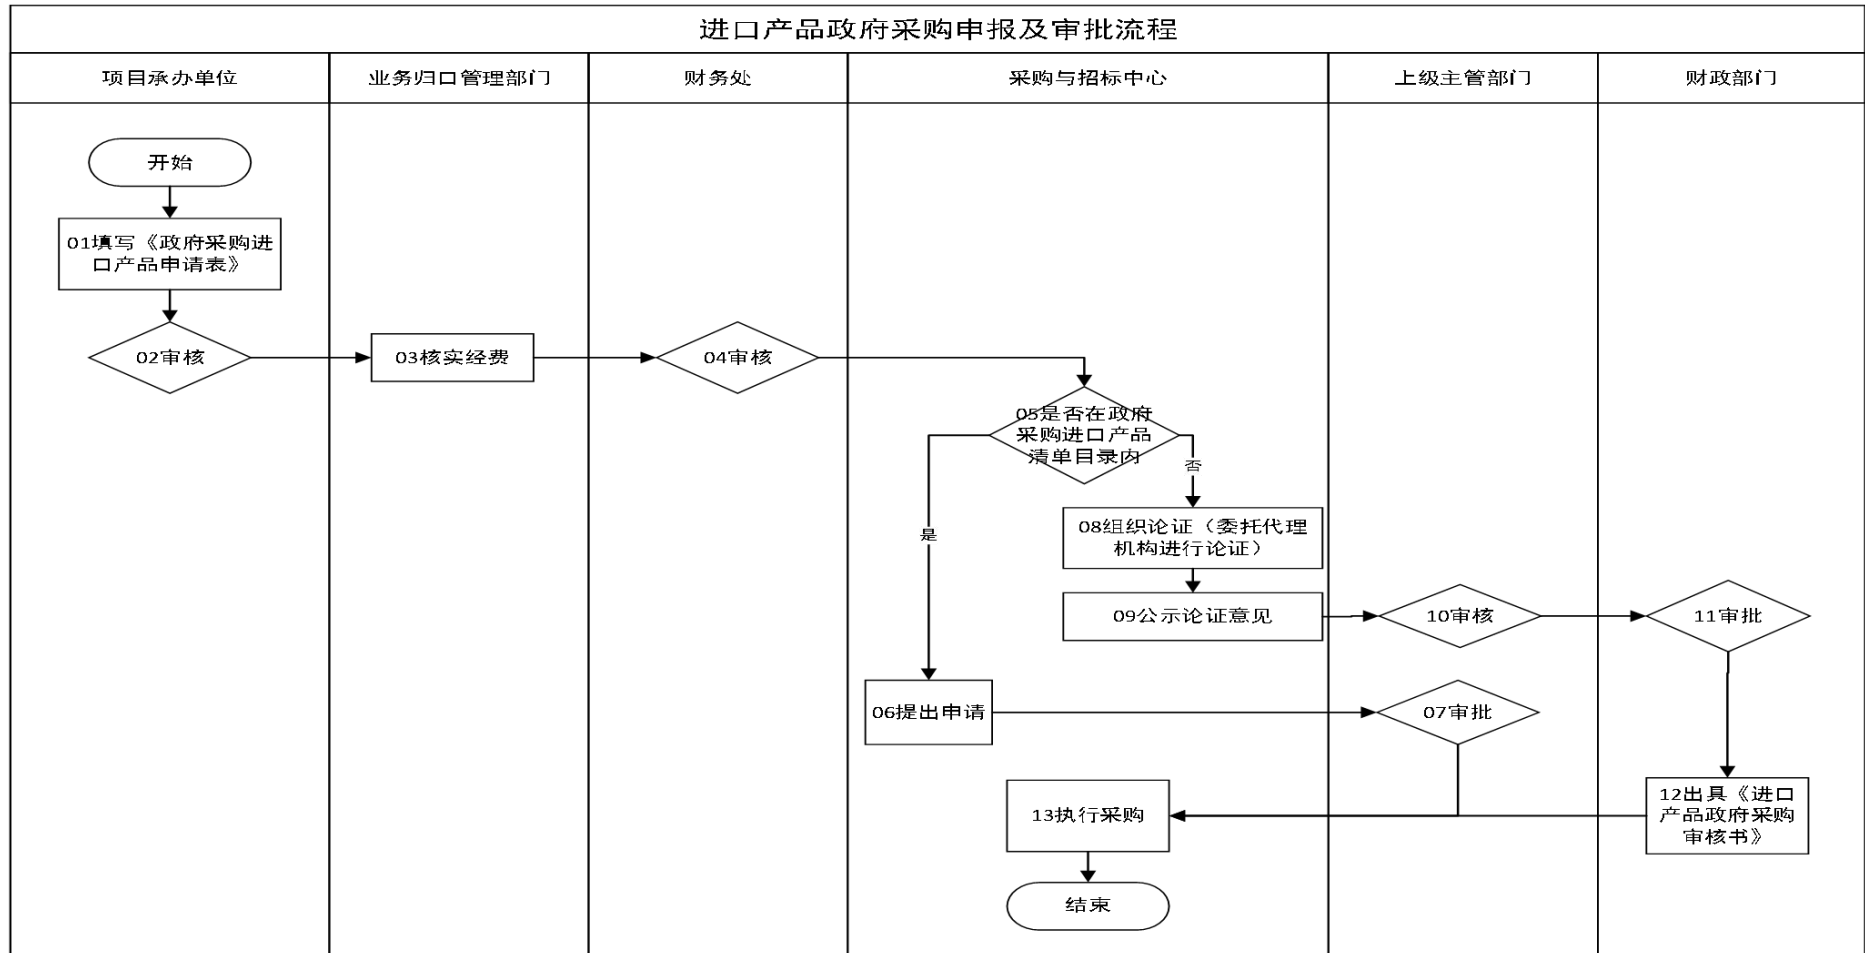 进口产品政府采购申报及审批流程
项目承办单位
业务归口管理部门
财务处
采购与招标中心
上级主管部门
财政部门
开始
01填写《政府采购进
口产品申请表》
02审核
03核实经费
04审核
05是否在政府
采购进口产品
清单目录内
否
是
08组织论证（委托代理
机构进行论证）
09公示论证意见
10审核
11审批
06提出申请
07审批
12出具《进口
产品政府采购
审核书》
13执行采购
结束